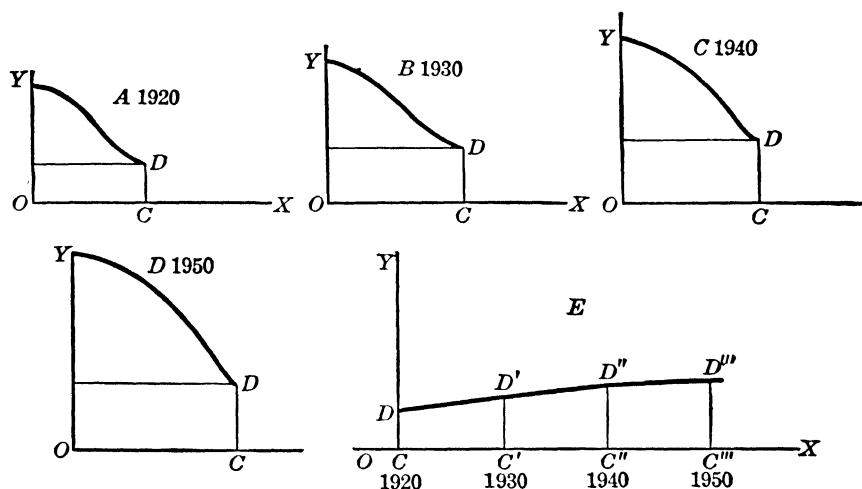 Y
A 1920
D
O
C
X
Y
B 1930
D
O
C
X
Y
C 1940
D
O
C
Y
D 1950
D
O
C
Y
E
D
D'
D''
D'''
O
C
C'
C''
C'''
X
1920
1930
1940
1950